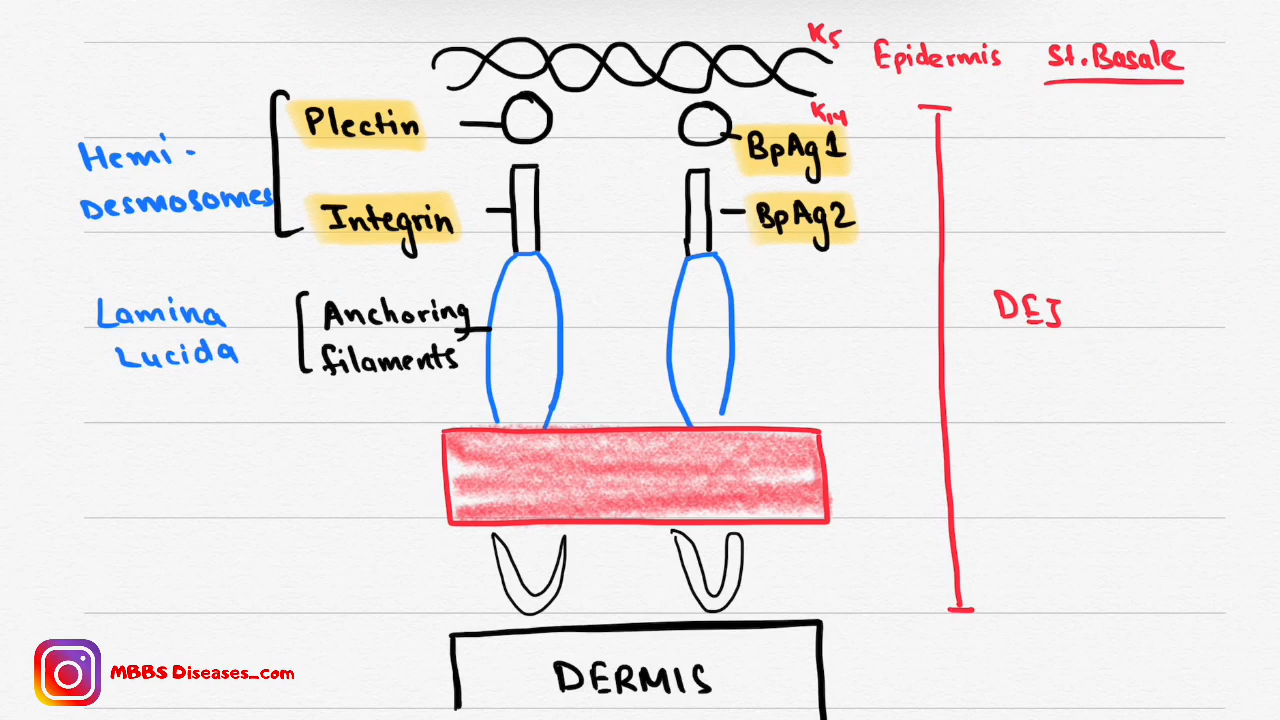 K5
Epidermis St. Basale
K14
Plectin
BpAg1
Hemi-
Desmosomes
Integrin
BpAg2
Lamina
Lucida
Anchoring
filaments
DEJ
DERMIS
MBBS Diseases_com